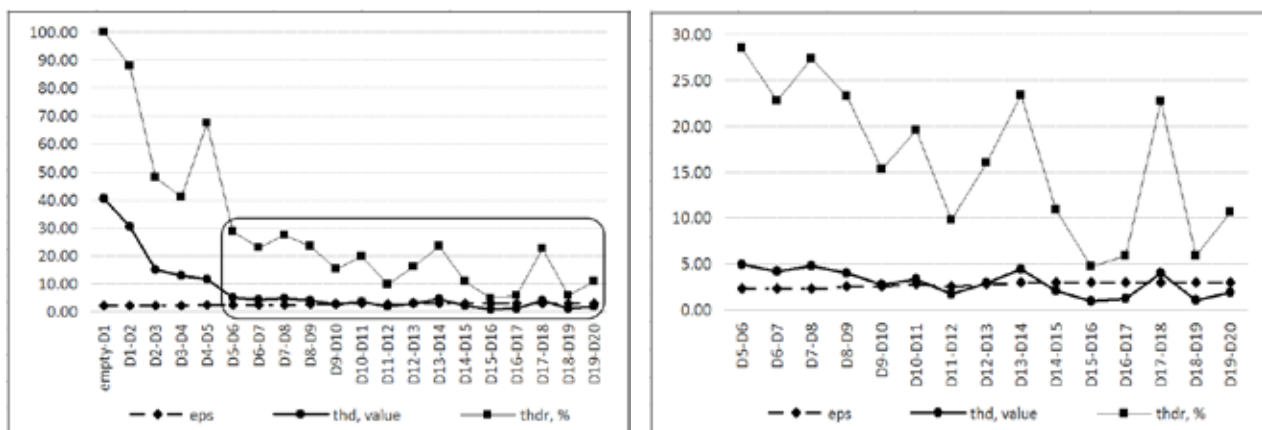 100.00
90.00
80.00
70.00
60.00
50.00
40.00
30.00
20.00
10.00
0.00
empty-D1
D1-D2
D2-D3
D3-D4
D4-D5
D5-D6
D6-D7
D7-D8
D8-D9
D9-D10
D10-D11
D11-D12
D12-D13
D13-D14
D14-D15
D15-D16
D16-D17
D17-D18
D18-D19
D19-D20
eps thd, value thdr, %
30.00
25.00
20.00
15.00
10.00
5.00
0.00
D5-D6
D6-D7
D7-D8
D8-D9
D9-D10
D10-D11
D11-D12
D12-D13
D13-D14
D14-D15
D15-D16
D16-D17
D17-D18
D18-D19
D19-D20
eps thd, value thdr, %